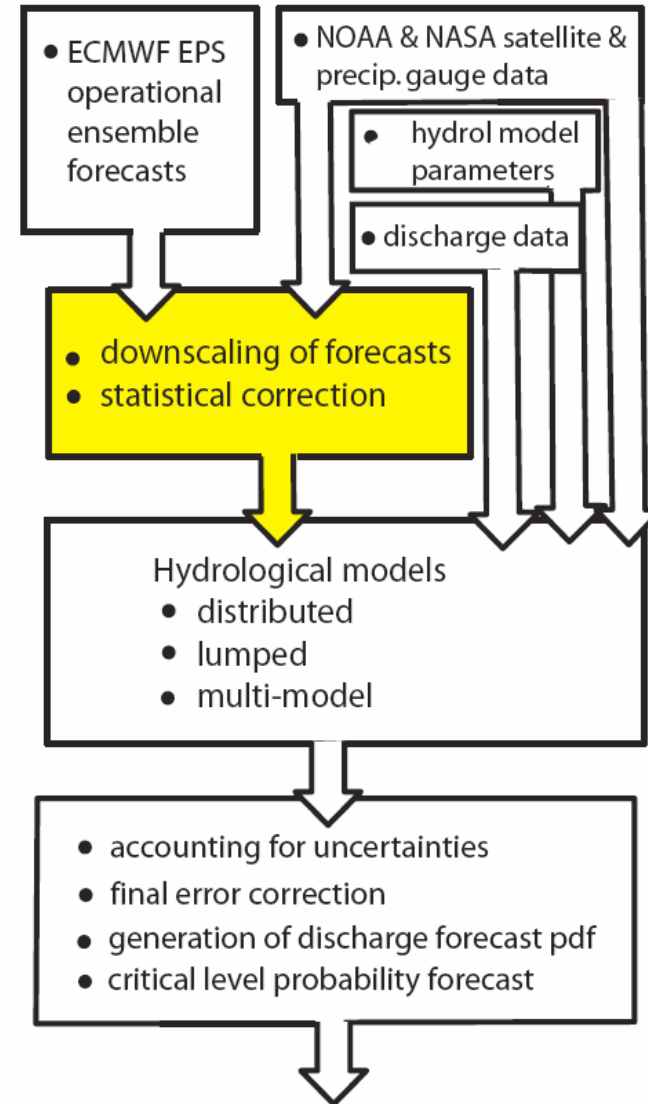 • ECMWF EPS
operational
ensemble
forecasts
• NOAA & NASA satellite &
precip. gauge data
• hydrol model
parameters
• discharge data
• downscaling of forecasts
• statistical correction
Hydrological models
• distributed
• lumped
• multi-model
• accounting for uncertainties
• final error correction
• generation of discharge forecast pdf
• critical level probability forecast